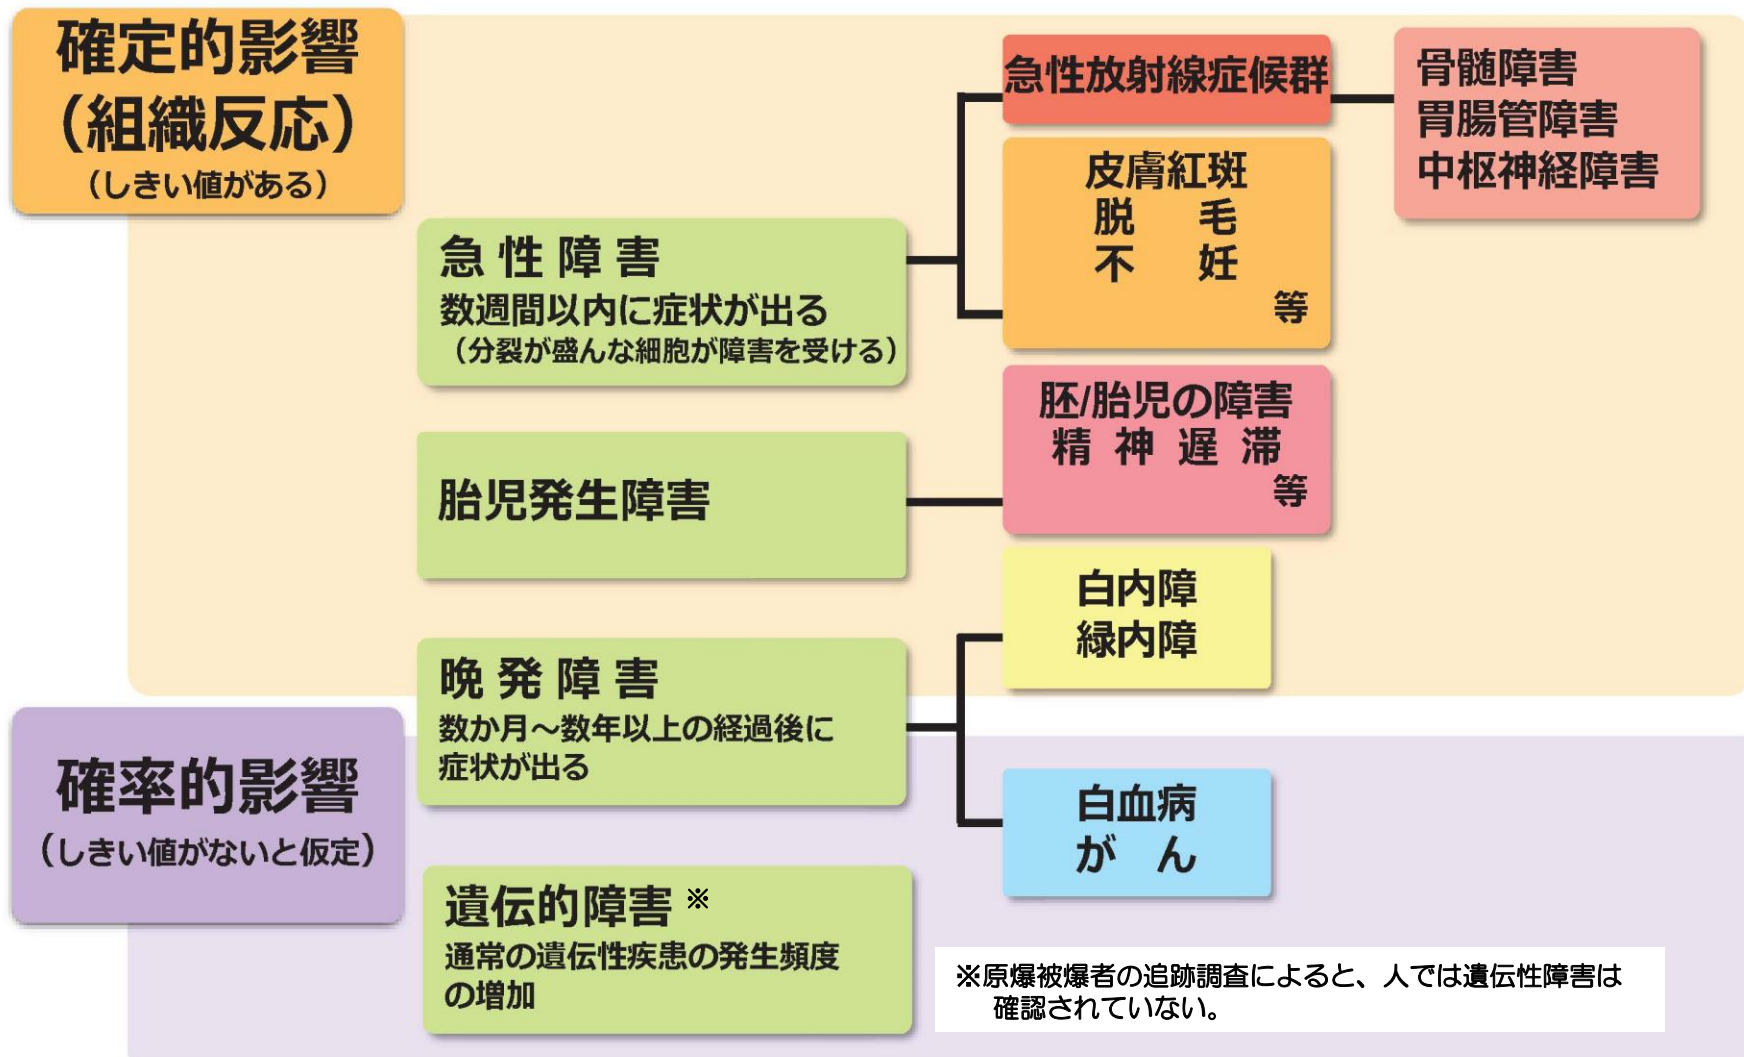 確定的影響
（組織反応）
（しきい値がある）
急性障害
数週間以内に症状が出る
（分裂が盛んな細胞が障害を受ける）
急性放射線症候群
骨髄障害
胃腸管障害
中枢神経障害
皮膚紅斑
脱　毛
不　妊
等
胎児発生障害
胚/胎児の障害
精神遅滞
等
晩発障害
数か月～数年以上の経過後に
症状が出る
白内障
緑内障
白血病
がん
確率的影響
（しきい値がないと仮定）
遺伝的障害※
通常の遺伝性疾患の発生頻度
の増加
※原爆被爆者の追跡調査によると、人では遺伝性障害は
確認されていない。